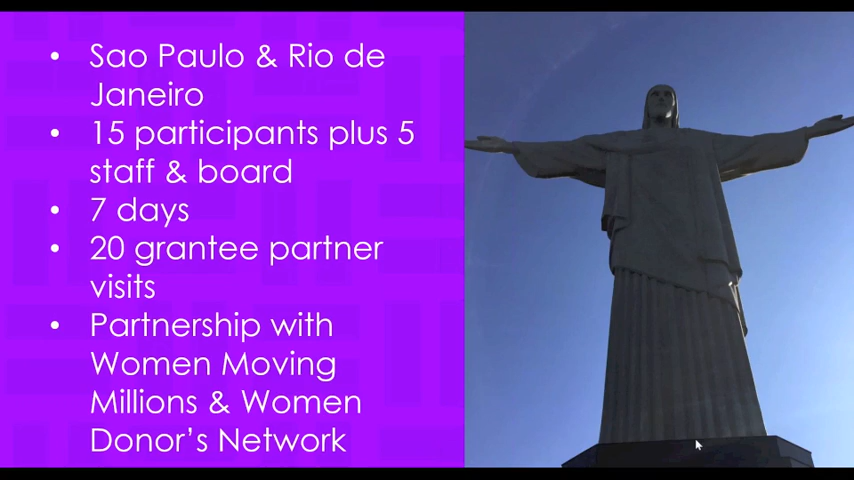 • Sao Paulo & Rio de
Janeiro
• 15 participants plus 5
staff & board
• 7 days
• 20 grantee partner
visits
• Partnership with
Women Moving
Millions & Women
Donor's Network